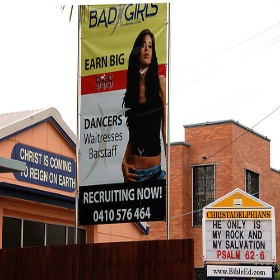 BAD GIRLS
EARN BIG
$$$
DANCERS
Waitresses
Barstaff
RECRUITING NOW!
0410 576 464
CHRIST IS COMING
TO REIGN ON EARTH
CHRISTADELPHIANS
HE ONLY IS
MY ROCK AND
MY SALVATION
PSALM 62-6
www.BibleEd.com